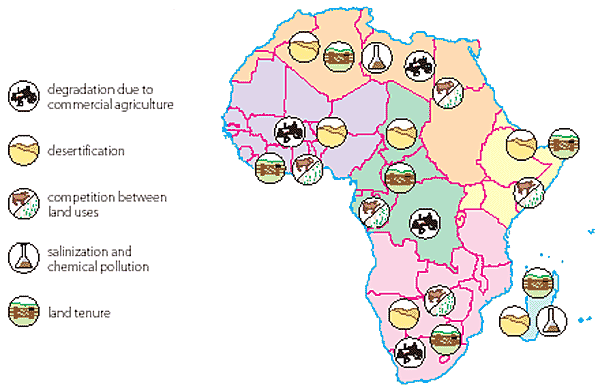 degradation due to
commercial agriculture
desertification
competition between
land uses
salinization and
chemical pollution
land tenure